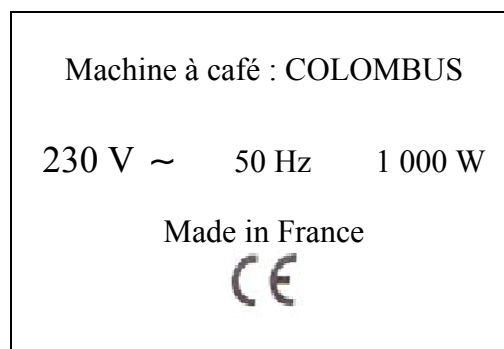 Machine à café : COLOMBUS
230 V ~ 50 Hz 1 000 W
Made in France
CE